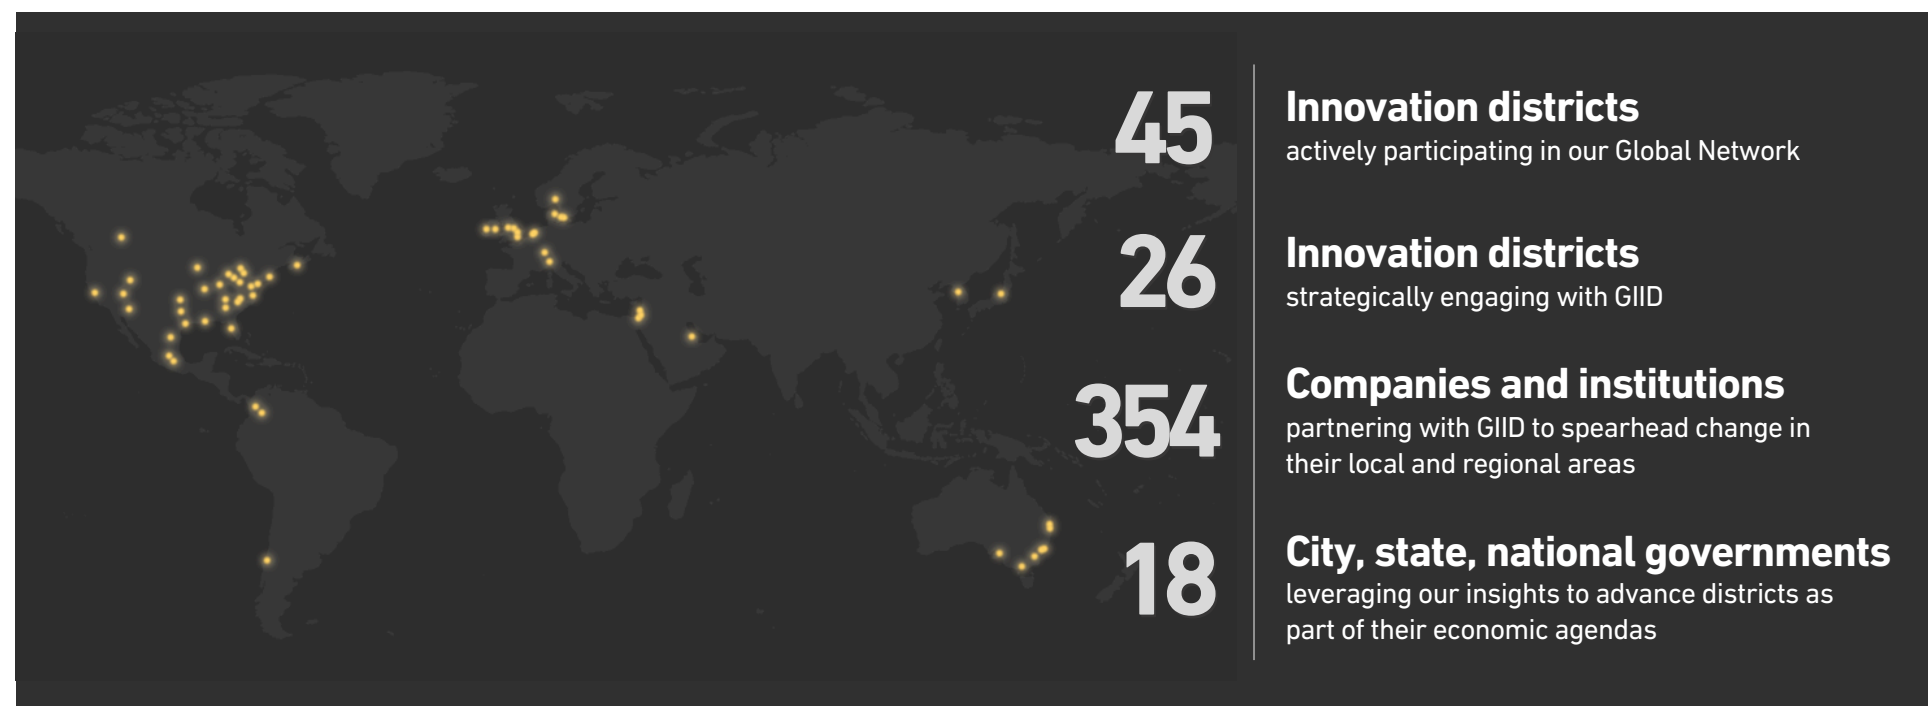 45
Innovation districts
actively participating in our Global Network
26
Innovation districts
strategically engaging with GIID
354
Companies and institutions
partnering with GIID to spearhead change in
their local and regional areas
18
City, state, national governments
leveraging our insights to advance districts as
part of their economic agendas